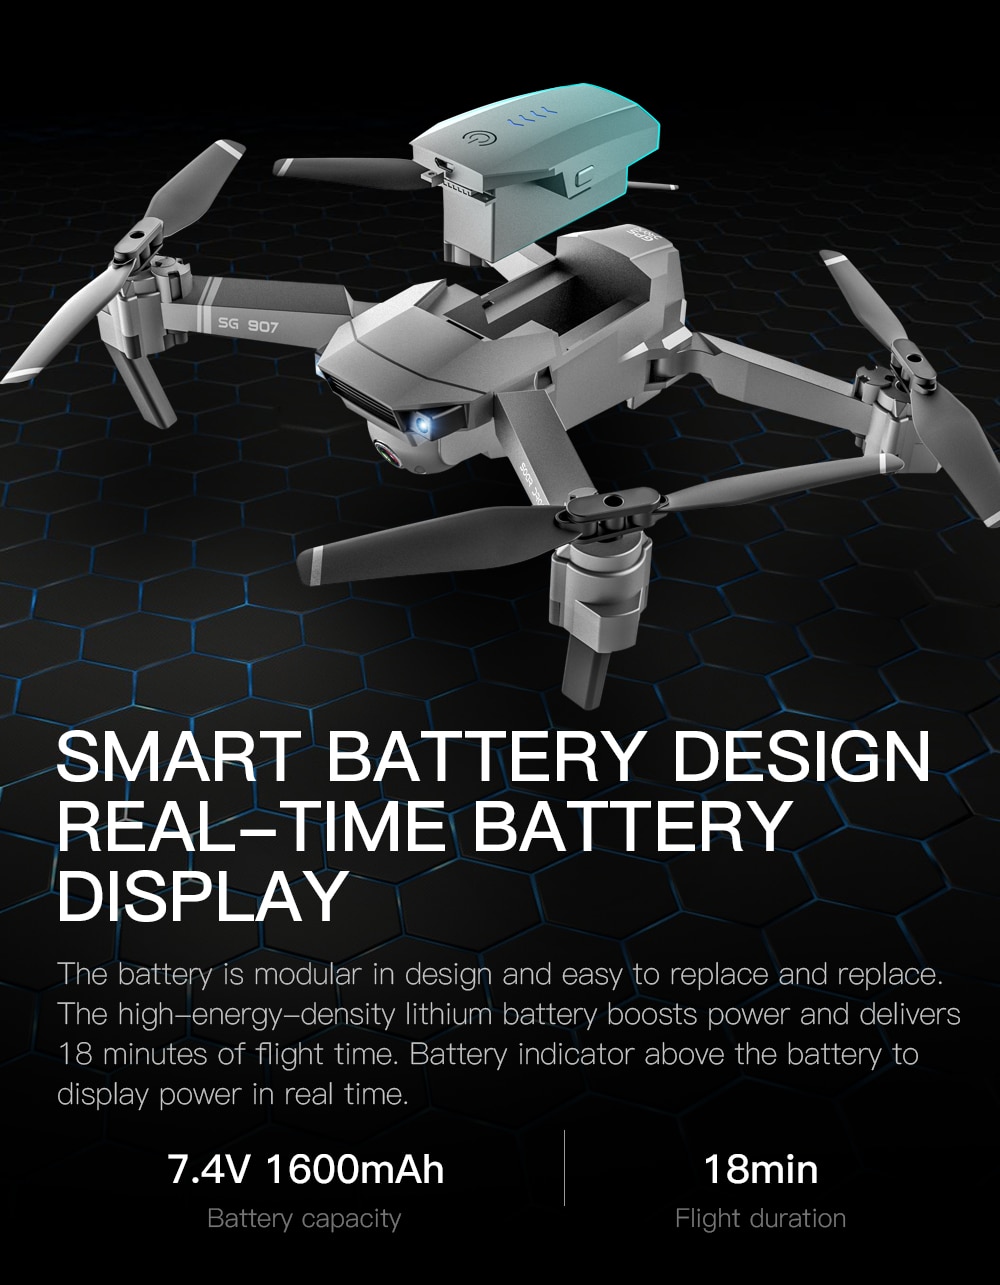 SG 907
SMART BATTERY DESIGN
REAL-TIME BATTERY
DISPLAY
The battery is modular in design and easy to replace and replace.
The high-energy-density lithium battery boosts power and delivers
18 minutes of flight time. Battery indicator above the battery to
display power in real time.
7.4V 1600mAh
18min
Battery capacity
Flight duration